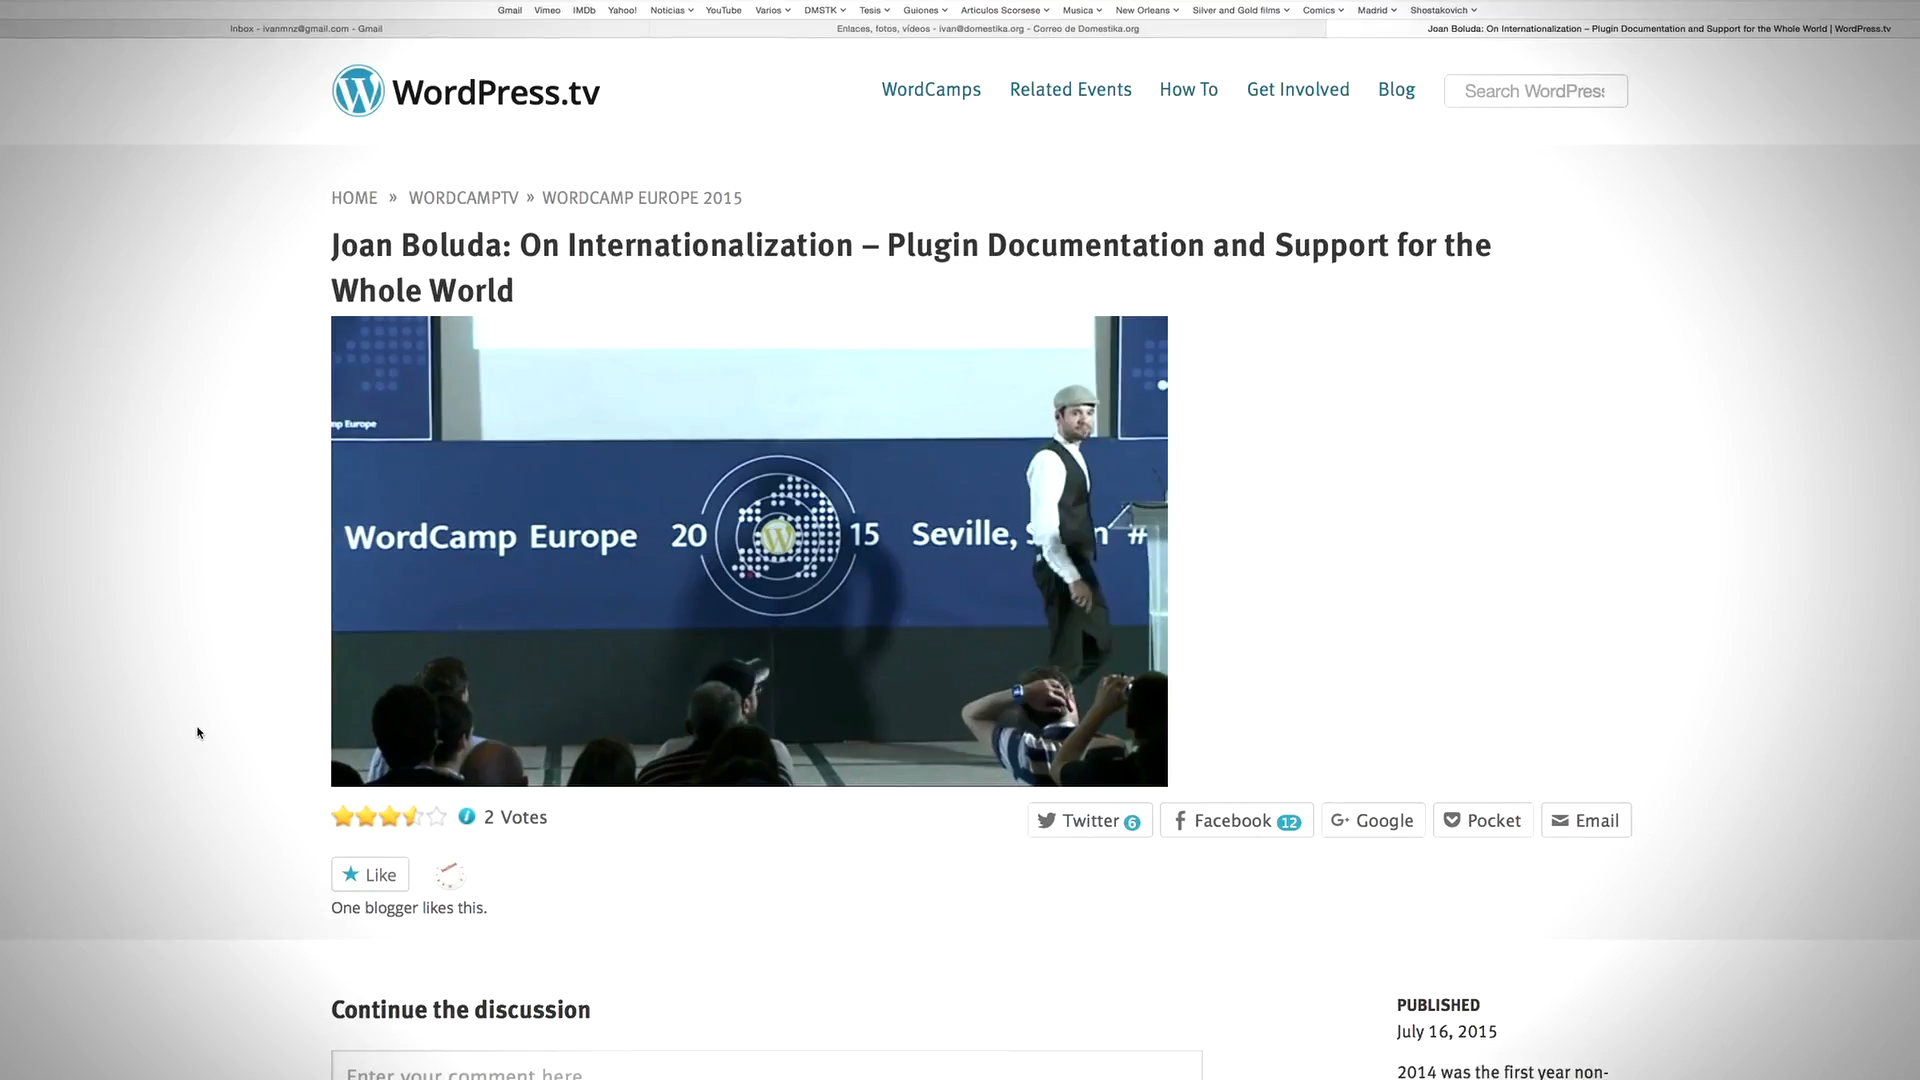 Gmail Vimeo IMDb Yahoo! Noticias YouTube Varios DMSTK Tesis Guiones Articulos Scorsese Musica New Orleans Silver and Gold films Comics Madrid Shostakovich
Inbox - ivanmnz@gmail.com - Gmail
Enlaces, fotos, vídeos - ivan@domestika.org - Correo de Domestika.org
Joan Boluda: On Internationalization – Plugin Documentation and Support for the Whole World | WordPress.tv
WordPress.tv
WordCamps Related Events How To Get Involved Blog
Search WordPress
HOME » WORDCAMPTV » WORDCAMP EUROPE 2015
Joan Boluda: On Internationalization – Plugin Documentation and Support for the
Whole World
mp Europe
WordCamp Europe 20 W 15 Seville, #
2 Votes
Twitter 6 Facebook 12 G+ Google Pocket Email
Like
One blogger likes this.
Continue the discussion
Enter your comment here
PUBLISHED
July 16, 2015
2014 was the first year non-